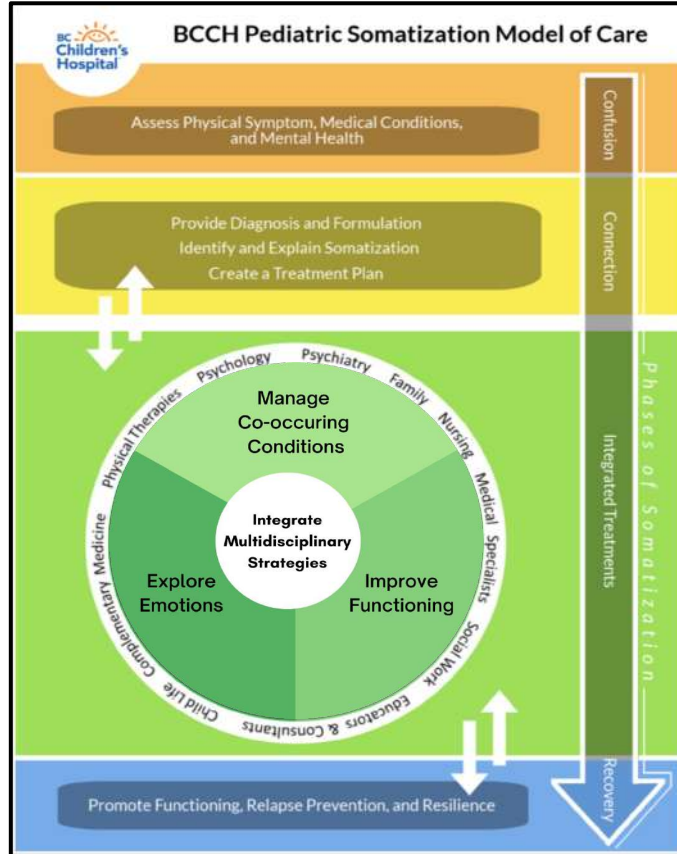 BC
Children's
Hospital
BCCH Pediatric Somatization Model of Care
Assess Physical Symptom, Medical Conditions,
and Mental Health
Confusion
Provide Diagnosis and Formulation
Identify and Explain Somatization
Create a Treatment Plan
Connection
Physical Therapies
Psychology
Psychiatry
Family
Nursing
Medical Specialists
Social Work
Educators & Consultants
Child Life
Complementary Medicine
Manage
Co-occuring
Conditions
Integrate
Multidisciplinary
Strategies
Explore
Emotions
Improve
Functioning
Integrated Treatments
Phases of Somatization
Promote Functioning, Relapse Prevention, and Resilience
Recovery